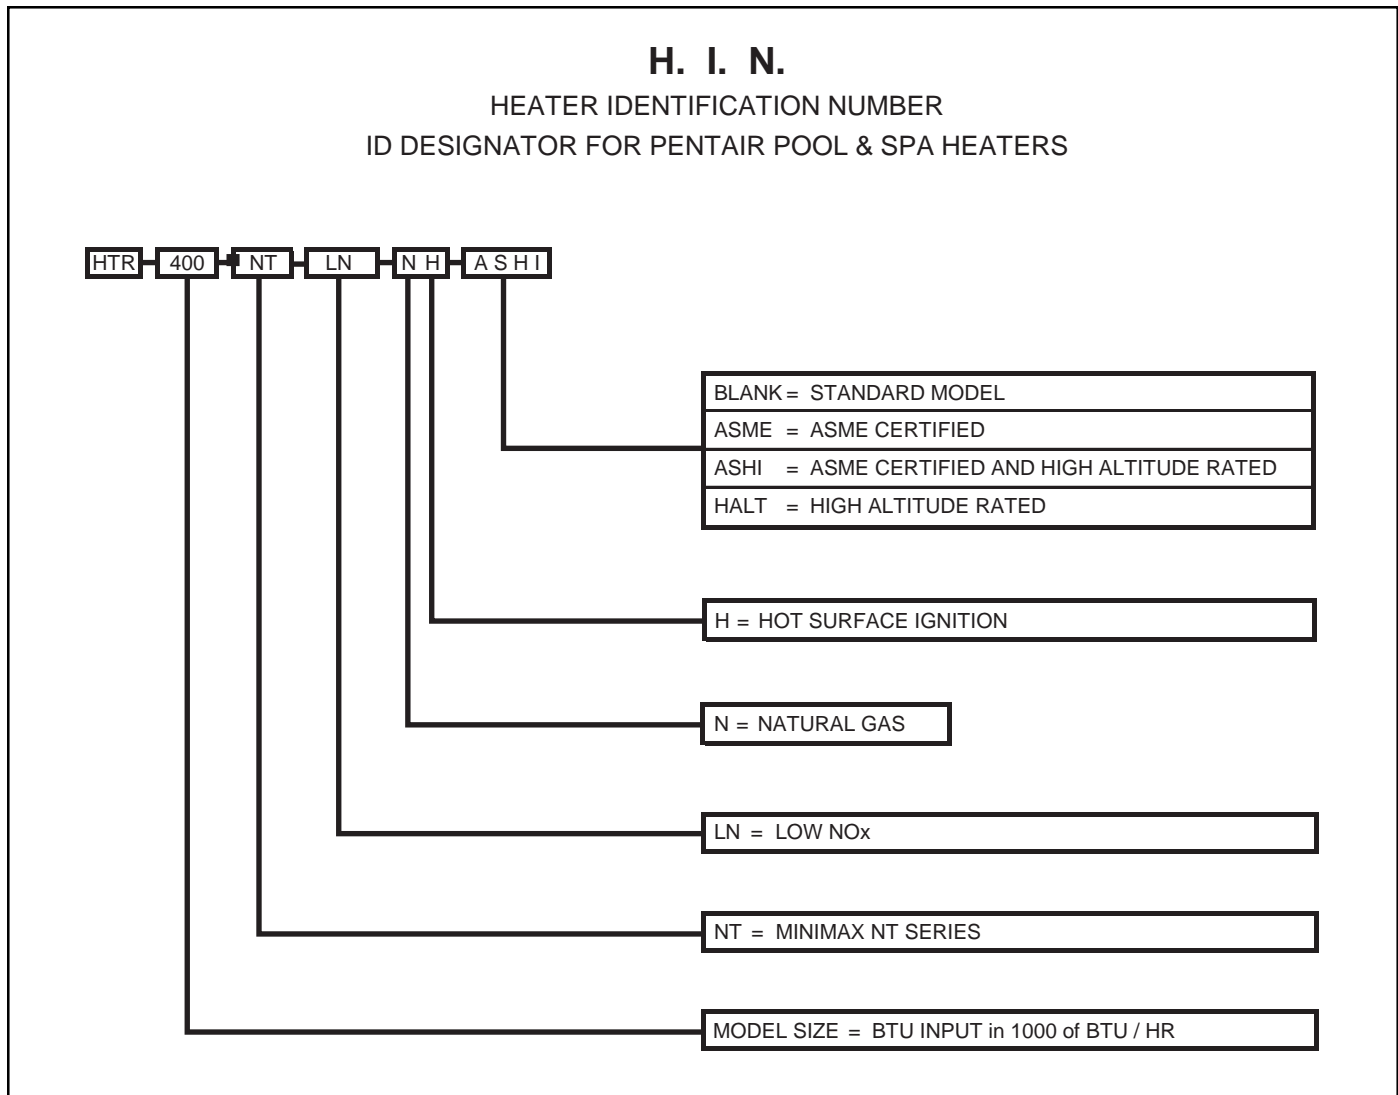 H. I. N.
HEATER IDENTIFICATION NUMBER
ID DESIGNATOR FOR PENTAIR POOL & SPA HEATERS
HTR 400 NT LN N H A S H I
BLANK = STANDARD MODEL
ASME = ASME CERTIFIED
ASHI = ASME CERTIFIED AND HIGH ALTITUDE RATED
HALT = HIGH ALTITUDE RATED
H = HOT SURFACE IGNITION
N = NATURAL GAS
LN = LOW NOx
NT = MINIMAX NT SERIES
MODEL SIZE = BTU INPUT in 1000 of BTU / HR